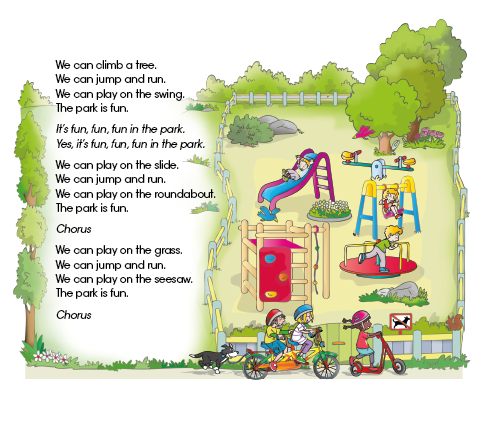 We can climb a tree.
We can jump and run.
We can play on the swing.
The park is fun.
It's fun, fun, fun in the park.
Yes, it's fun, fun, fun in the park.
We can play on the slide.
We can jump and run.
We can play on the roundabout.
The park is fun.
Chorus
We can play on the grass.
We can jump and run.
We can play on the seesaw.
The park is fun.
Chorus